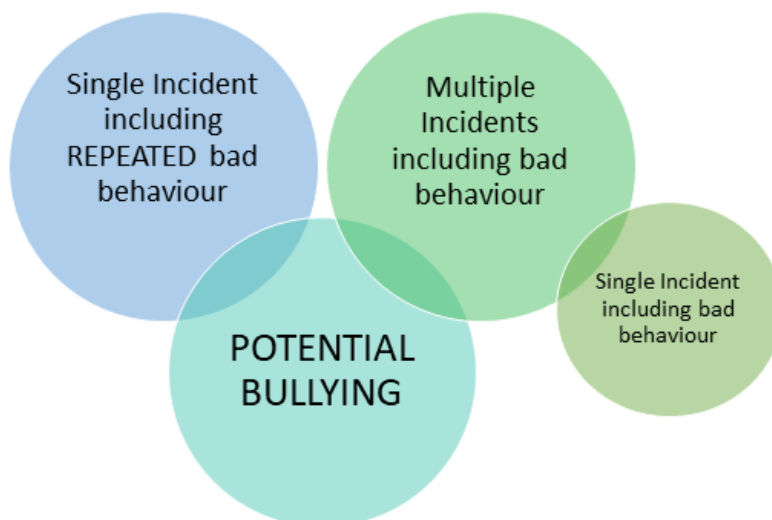 Single Incident
including
REPEATED bad
behaviour
Multiple
Incidents
including bad
behaviour
Single Incident
including bad
behaviour
POTENTIAL
BULLYING